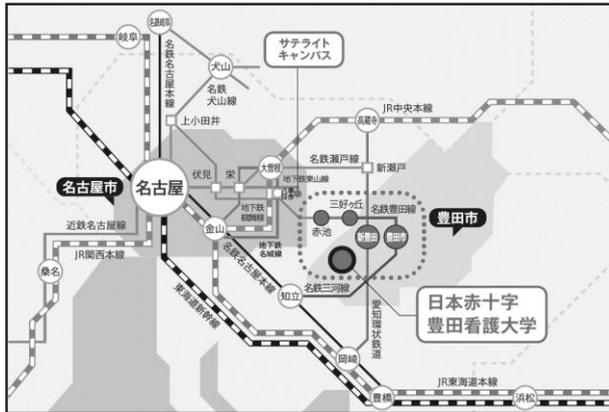 名鉄岐阜
岐阜
サテライト
キャンパス
犬山
名鉄名古屋本線
名鉄
犬山線
JR中央本線
高蔵寺
上小田井
名鉄瀬戸線
新瀬戸
大曽根
伏見
栄
地下鉄東山線
名古屋市
名古屋
八事
日赤
三好ヶ丘
名鉄豊田線
豊田市
地下鉄
鶴舞線
赤池
新豊田
豊田市
近鉄名古屋線
金山
地下鉄
名城線
JR関西本線
桑名
名鉄名古屋本線
名鉄三河線
知立
日本赤十字
豊田看護大学
東海道新幹線
愛知環状鉄道
岡崎
JR東海道本線
豊橋
浜松